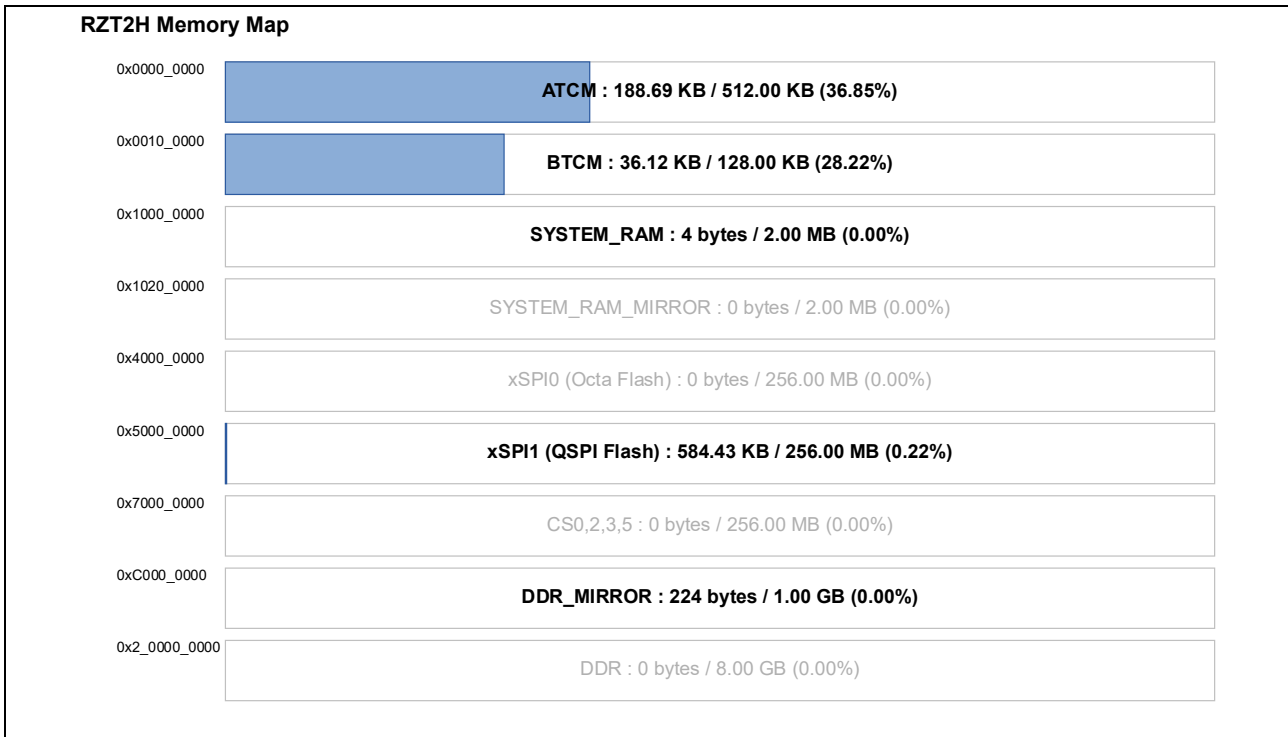 RZT2H Memory Map
0x0000_0000
ATCM : 188.69 KB / 512.00 KB (36.85%)
0x0010_0000
BTCM : 36.12 KB / 128.00 KB (28.22%)
0x1000_0000
SYSTEM_RAM : 4 bytes / 2.00 MB (0.00%)
0x1020_0000
SYSTEM_RAM_MIRROR : 0 bytes / 2.00 MB (0.00%)
0x4000_0000
xSPI0 (Octa Flash) : 0 bytes / 256.00 MB (0.00%)
0x5000_0000
xSPI1 (QSPI Flash) : 584.43 KB / 256.00 MB (0.22%)
0x7000_0000
CS0,2,3,5 : 0 bytes / 256.00 MB (0.00%)
0xC000_0000
DDR_MIRROR : 224 bytes / 1.00 GB (0.00%)
0x2_0000_0000
DDR : 0 bytes / 8.00 GB (0.00%)